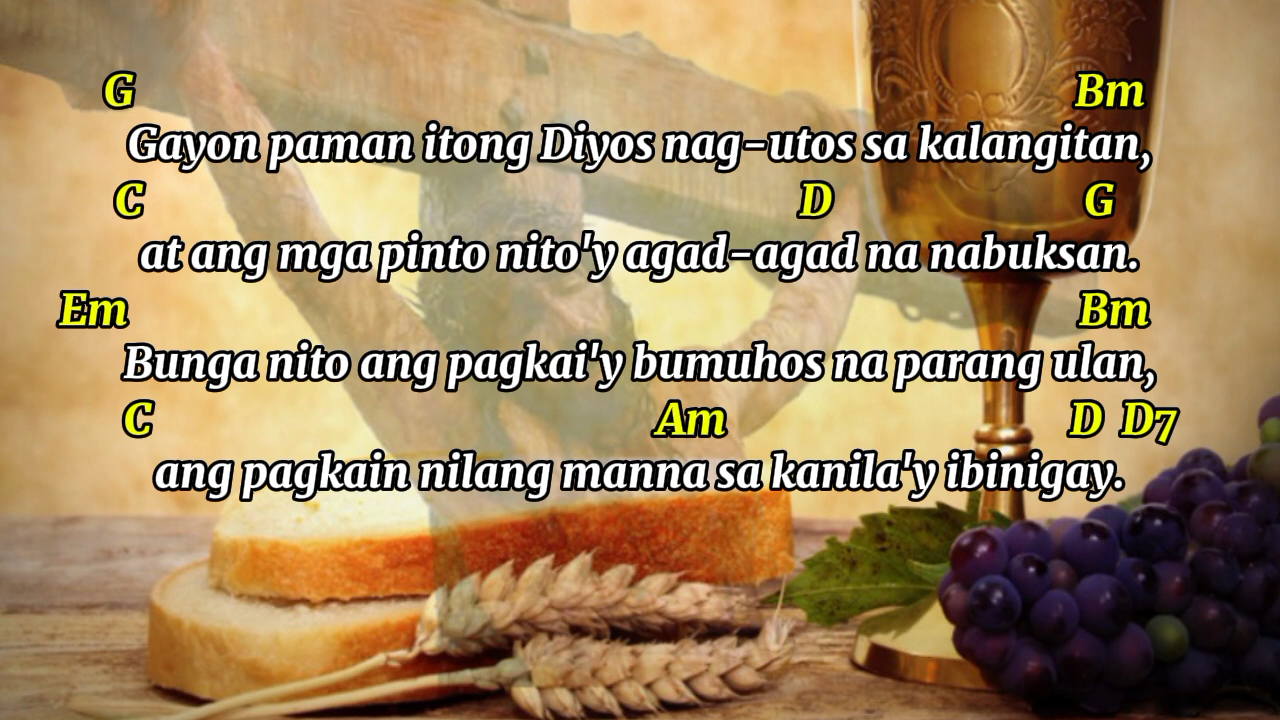 G Bm
Gayon paman itong Diyos nag-utos sa kalangitan,
C D G
at ang mga pinto nito'y agad-agad na nabuksan.
Em Bm
Bunga nito ang pagkai'y bumuhos na parang ulan,
C Am D D7
ang pagkain nilang manna sa kanila'y ibinigay.